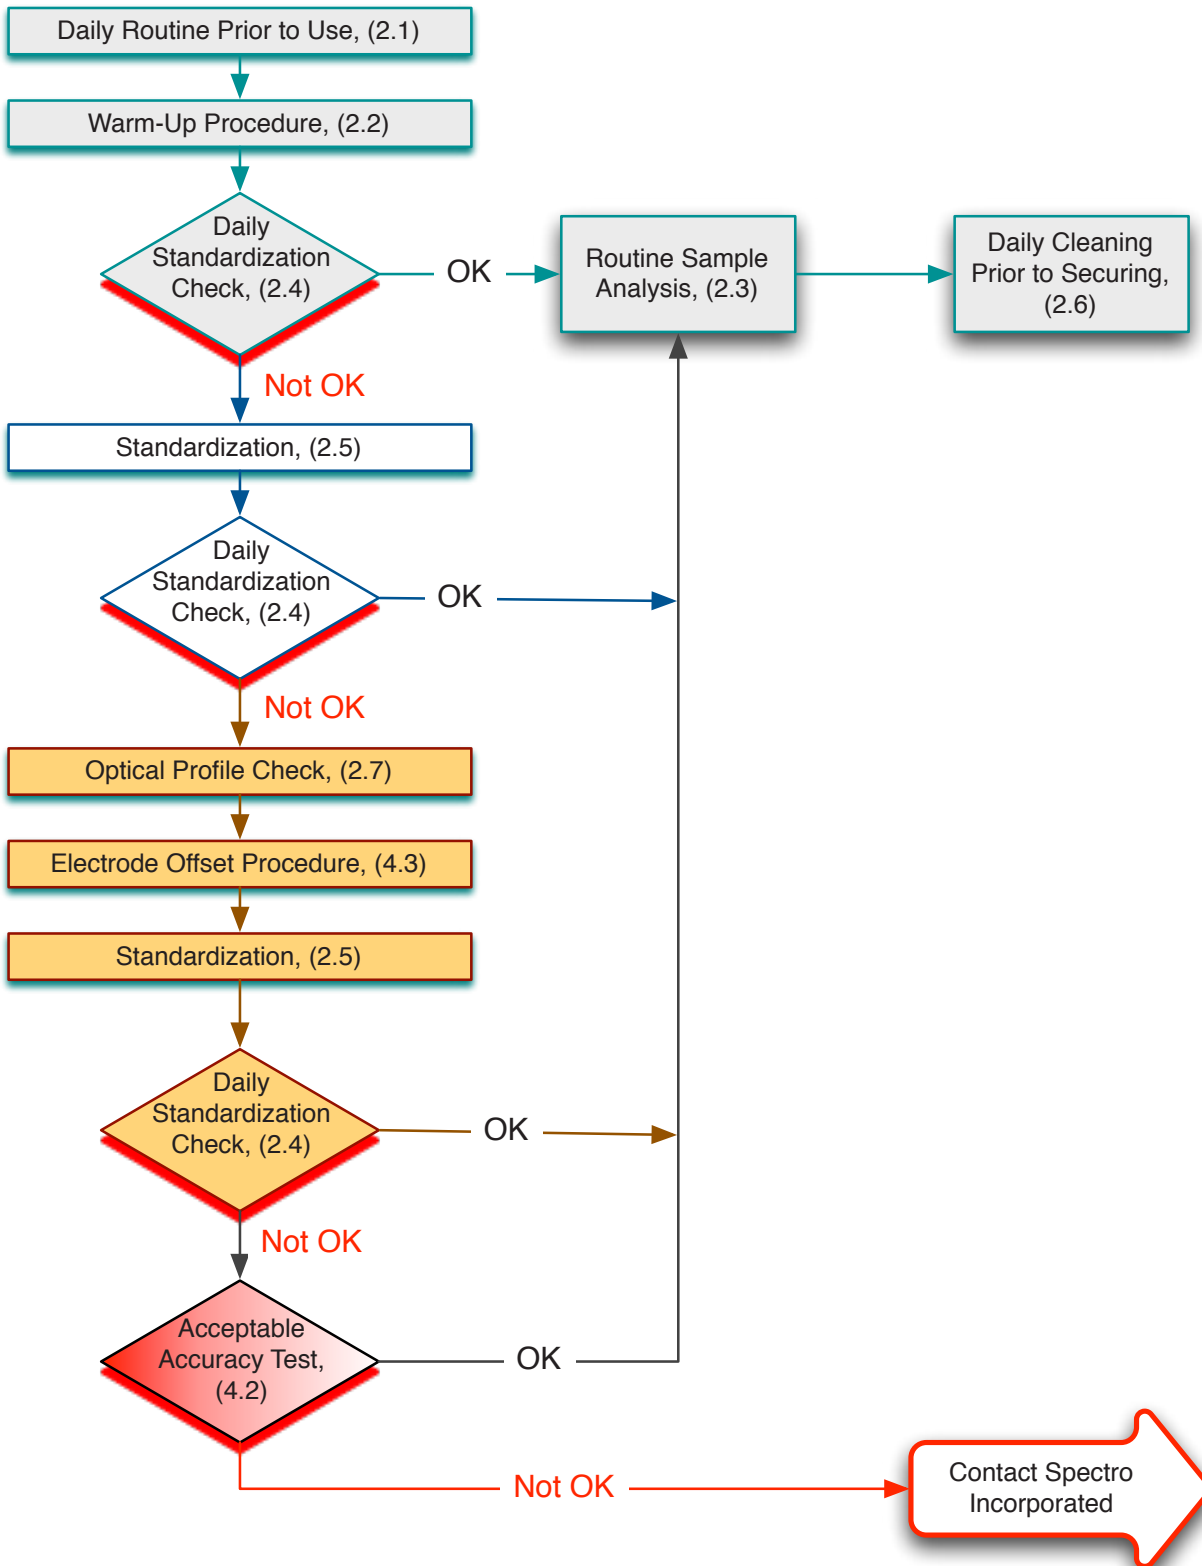 Daily Routine Prior to Use, (2.1)
Warm-Up Procedure, (2.2)
Daily
Standardization
Check, (2.4)
OK
Routine Sample
Analysis, (2.3)
Daily Cleaning
Prior to Securing,
(2.6)
Not OK
Standardization, (2.5)
Daily
Standardization
Check, (2.4)
OK
Not OK
Optical Profile Check, (2.7)
Electrode Offset Procedure, (4.3)
Standardization, (2.5)
Daily
Standardization
Check, (2.4)
OK
Not OK
Acceptable
Accuracy Test,
(4.2)
OK
Not OK
Contact Spectro
Incorporated